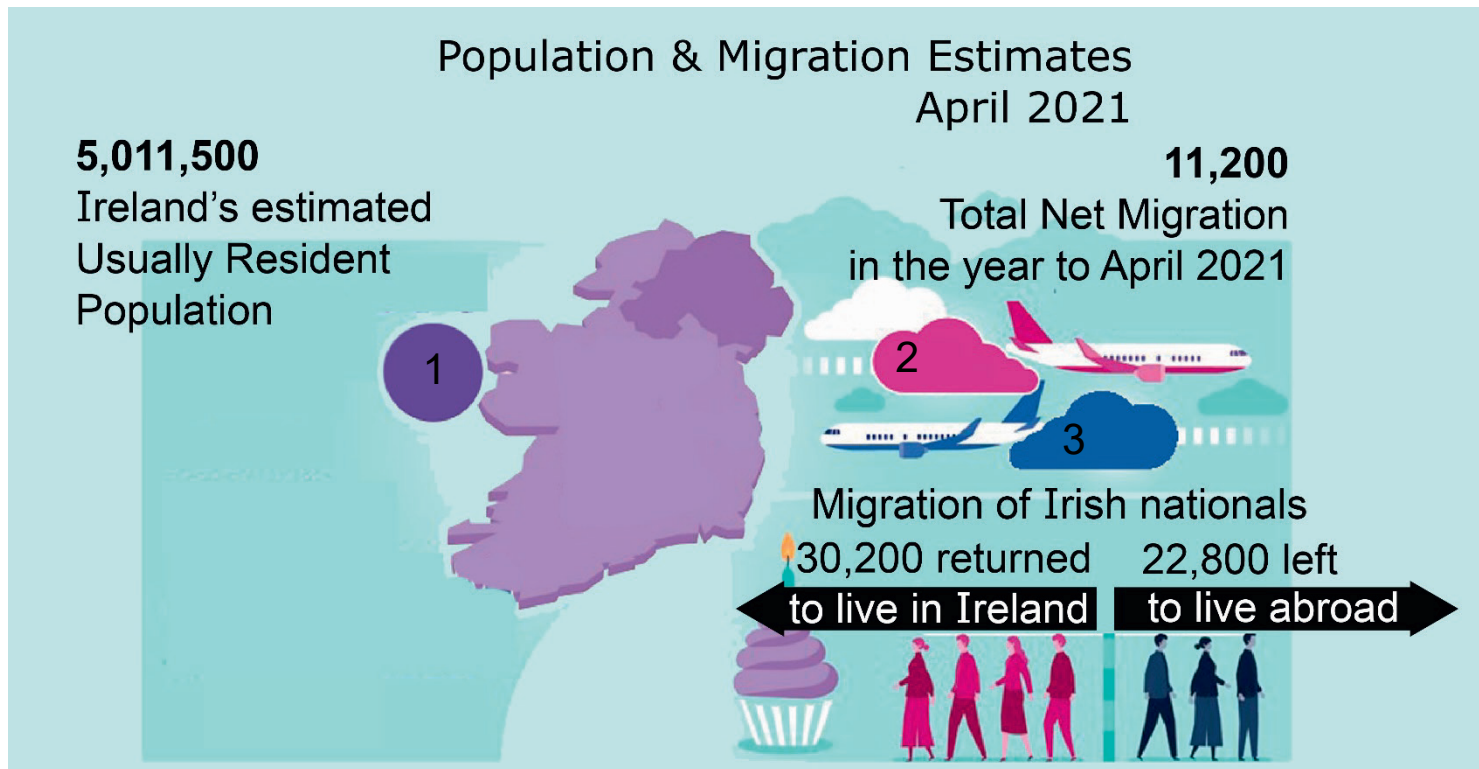 Population & Migration Estimates
April 2021
5,011,500
Ireland's estimated
Usually Resident
Population
11,200
Total Net Migration
in the year to April 2021
1
2
3
Migration of Irish nationals
30,200 returned
to live in Ireland
22,800 left
to live abroad